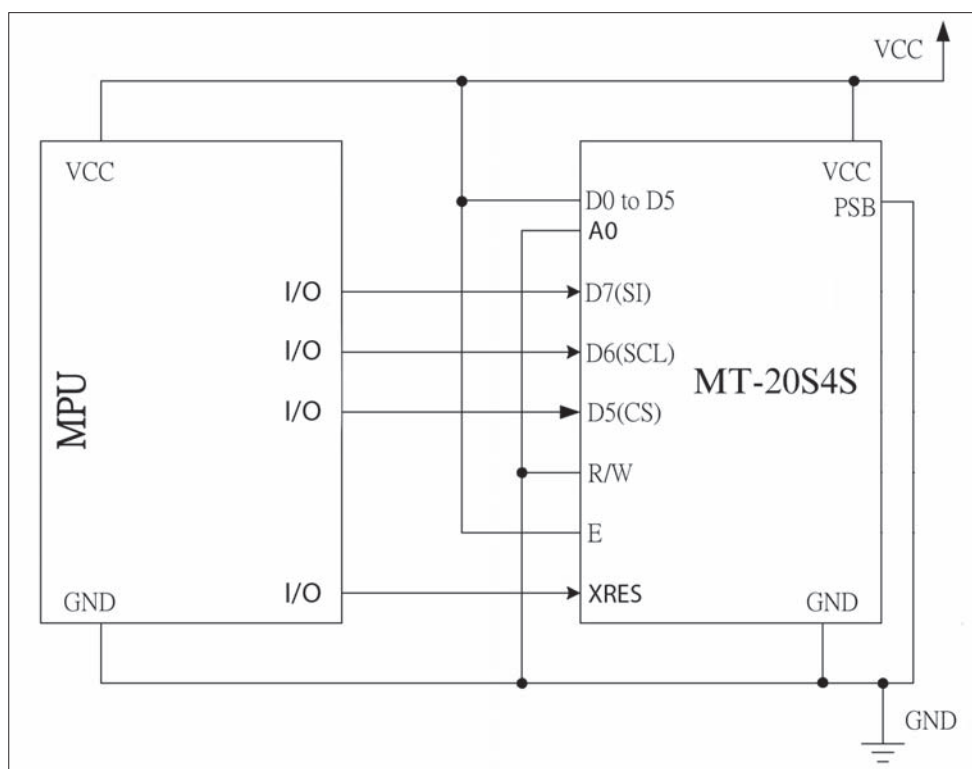 VCC
VCC
VCC
D0 to D5
PSB
A0
I/O
D7(SI)
I/O
D6(SCL)
MPU
MT-20S4S
I/O
D5(CS)
R/W
E
GND
I/O
XRES
GND
GND